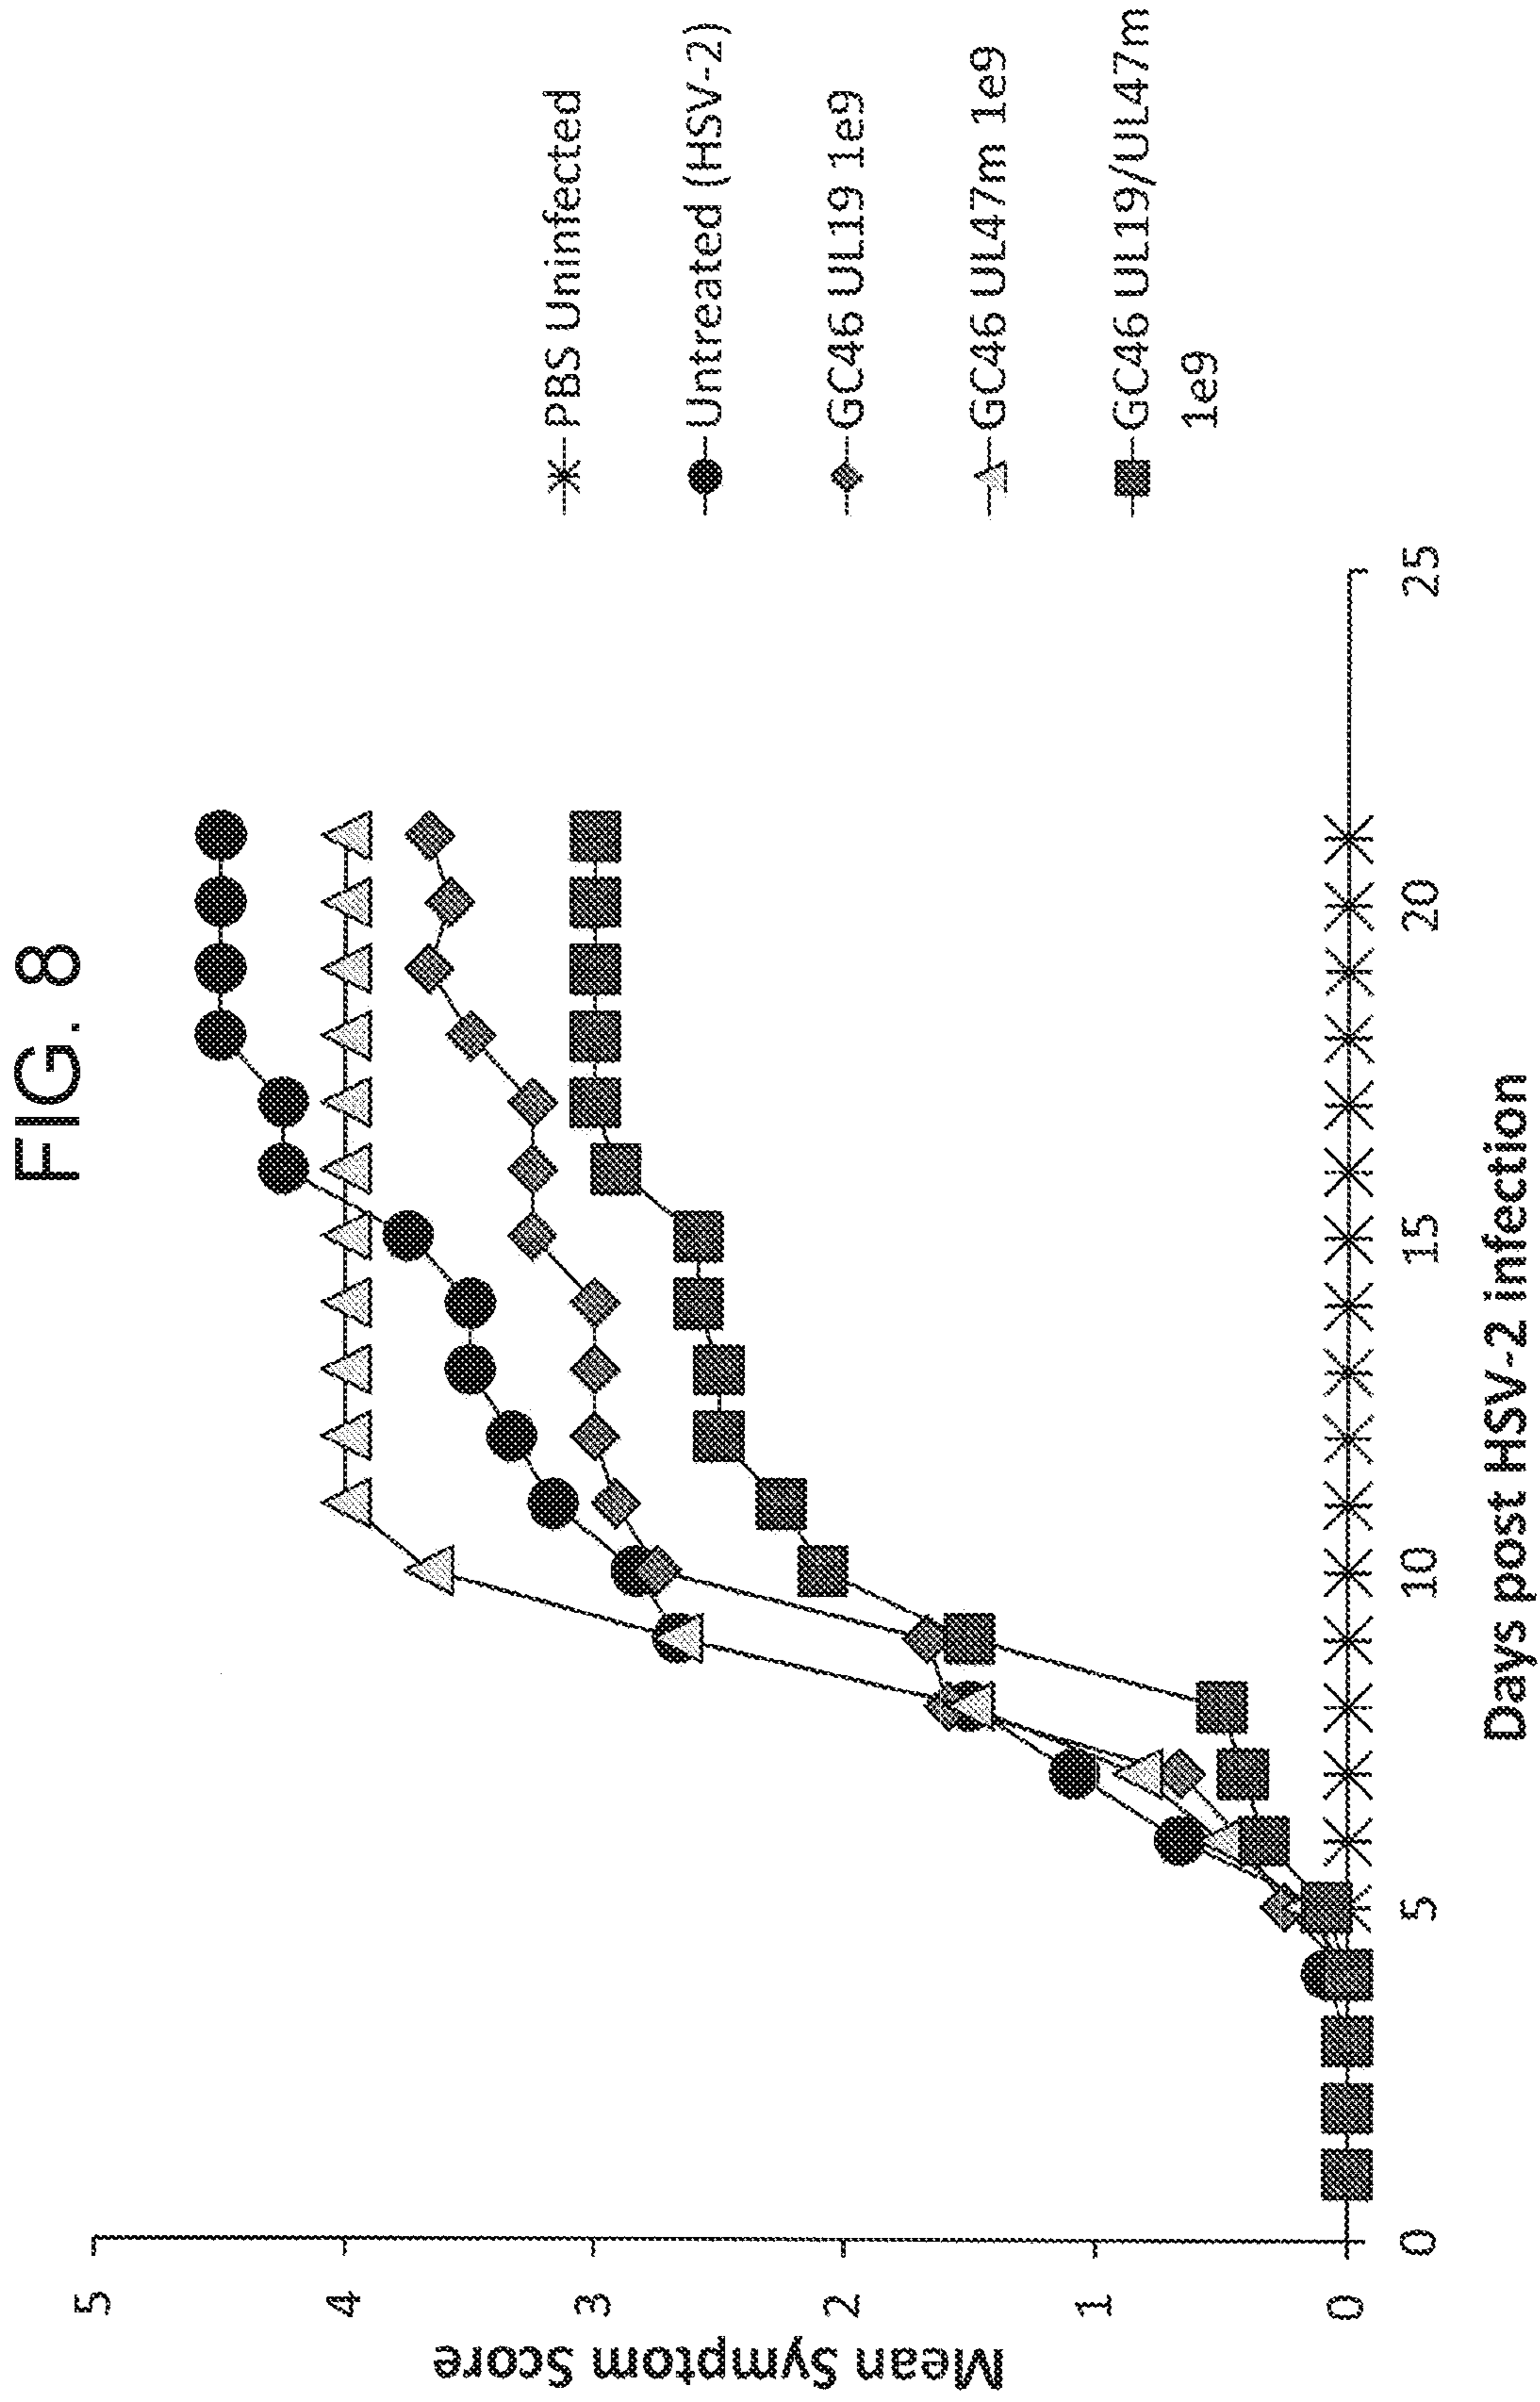 FIG. 8
Mean Symptom Score
5
4
3
2
1
0
0
5
10
15
20
25
Days post HSV-2 infection
PBS Uninfected
Untreated (HSV-2)
GC46 UL19 1e9
GC46 UL47m 1e9
GC46 UL19/UL47m
1e9